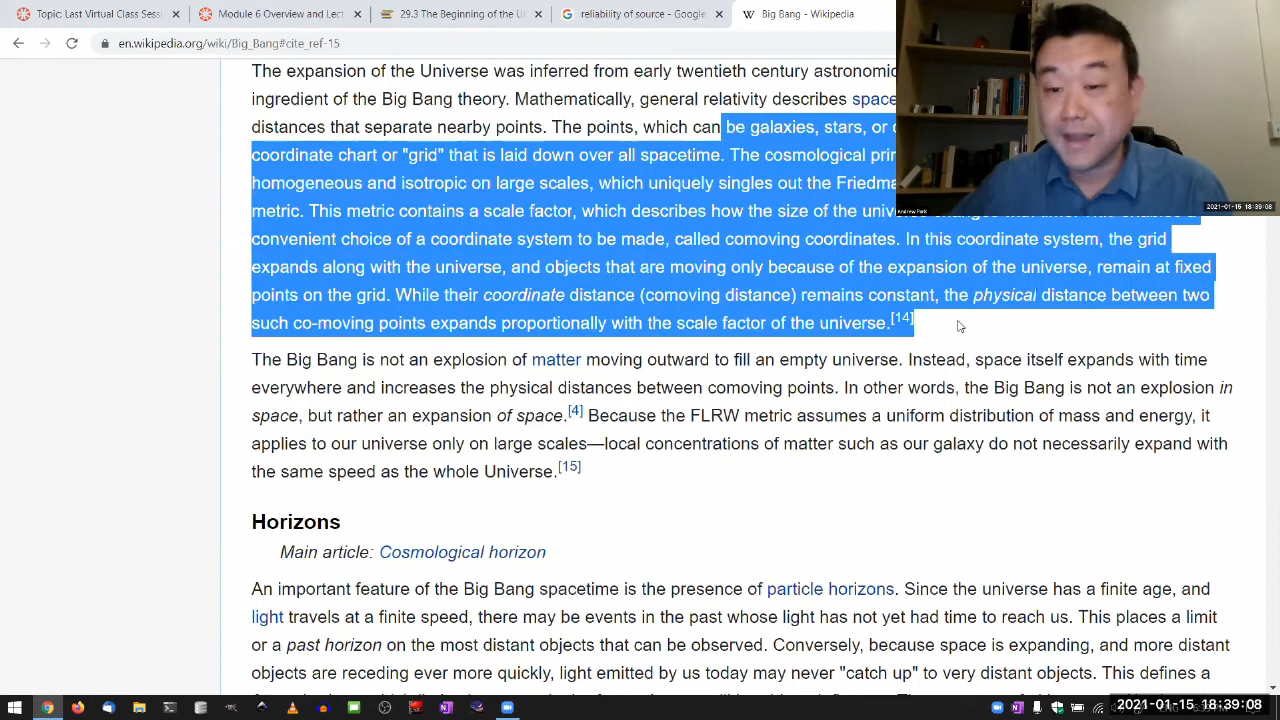 Topic: Last Virtual Class Sessi
Module 6 Overview and Lect
29.3 The Beginning of the U
reliability of source - Google
Big Bang - Wikipedia
en.wikipedia.org/wiki/Big_Bang#cite_ref-15
The expansion of the Universe was inferred from early twentieth century astronomic
ingredient of the Big Bang theory. Mathematically, general relativity describes space
distances that separate nearby points. The points, which can be galaxies, stars, or
coordinate chart or "grid" that is laid down over all spacetime. The cosmological prin
homogeneous and isotropic on large scales, which uniquely singles out the Friedma
metric. This metric contains a scale factor, which describes how the size of the
convenient choice of a coordinate system to be made, called comoving coordinates. In this coordinate system, the grid
expands along with the universe, and objects that are moving only because of the expansion of the universe, remain at fixed
points on the grid. While their coordinate distance (comoving distance) remains constant, the physical distance between two
such co-moving points expands proportionally with the scale factor of the universe.[14]
The Big Bang is not an explosion of matter moving outward to fill an empty universe. Instead, space itself expands with time
everywhere and increases the physical distances between comoving points. In other words, the Big Bang is not an explosion in
space, but rather an expansion of space.[4] Because the FLRW metric assumes a uniform distribution of mass and energy, it
applies to our universe only on large scales—local concentrations of matter such as our galaxy do not necessarily expand with
the same speed as the whole Universe.[15]
Horizons
Main article: Cosmological horizon
An important feature of the Big Bang spacetime is the presence of particle horizons. Since the universe has a finite age, and
light travels at a finite speed, there may be events in the past whose light has not yet had time to reach us. This places a limit
or a past horizon on the most distant objects that can be observed. Conversely, because space is expanding, and more distant
objects are receding ever more quickly, light emitted by us today may never "catch up" to very distant objects. This defines a
Andrew Park
2021-01-15 18:39:08
2021-01-15 18:39:08